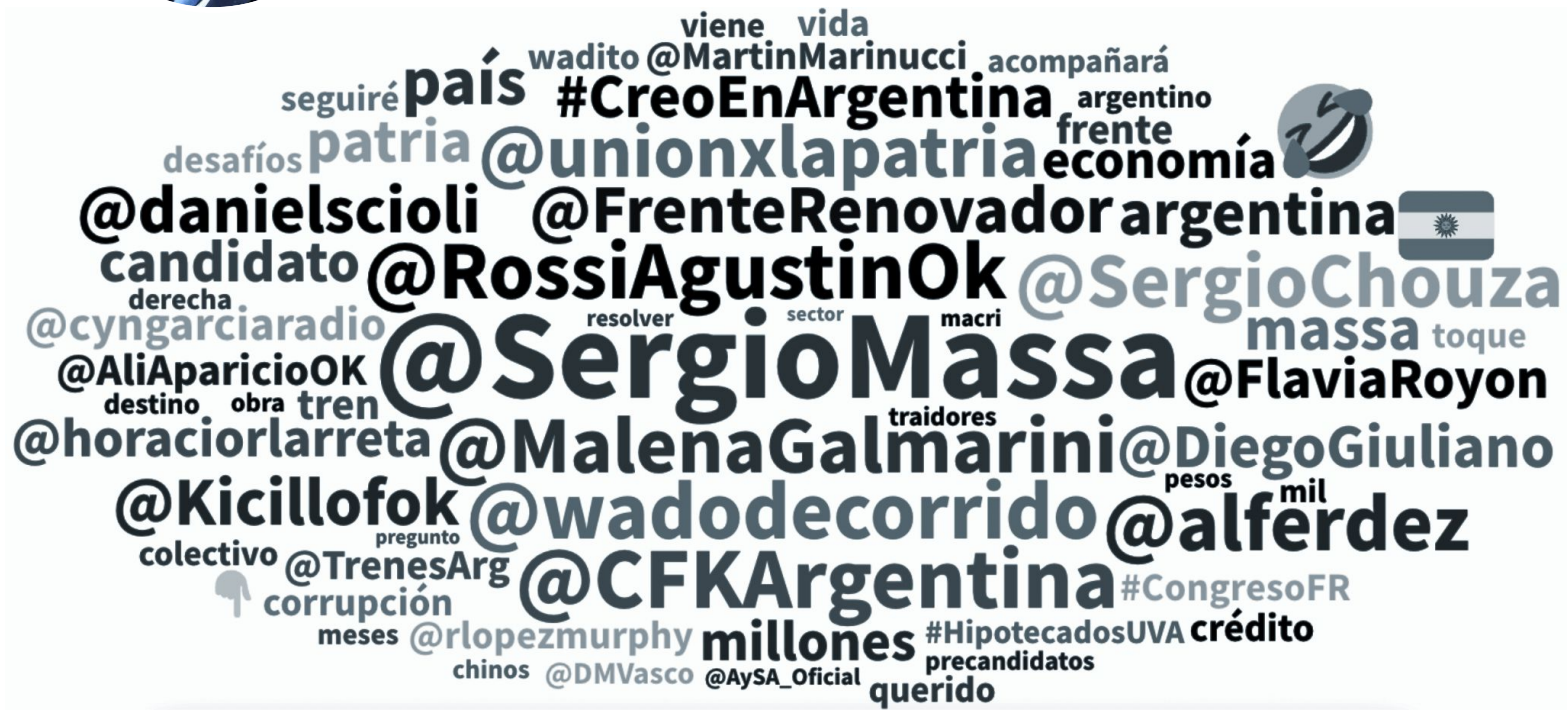 viene vida
wadito @MartinMarinucci acompañará
seguiré país #CreoEnArgentina argentino
frente
desafíos patria @unionxlapatria economía
@danielscioli @FrenteRenovador argentina
candidato @RossiAgustinOk @SergioChouza
derecha
@cyngarciaradio resolver sector macri massa toque
@AliAparicioOK @SergioMassa @FlaviaRoyon
destino obra tren
traidores
@horaciorlarreta @MalenaGalmarini @DiegoGiuliano
pesos mil
@Kicillofok @wadodecorrido @alferdez
pregunto
colectivo @TrenesArg @CFKArgentina #CongresoFR
corrupción
meses @rlopezmurphy millones #HipotecadosUVA crédito
chinos @DMVasco @AySA_Oficial precandidatos
querido